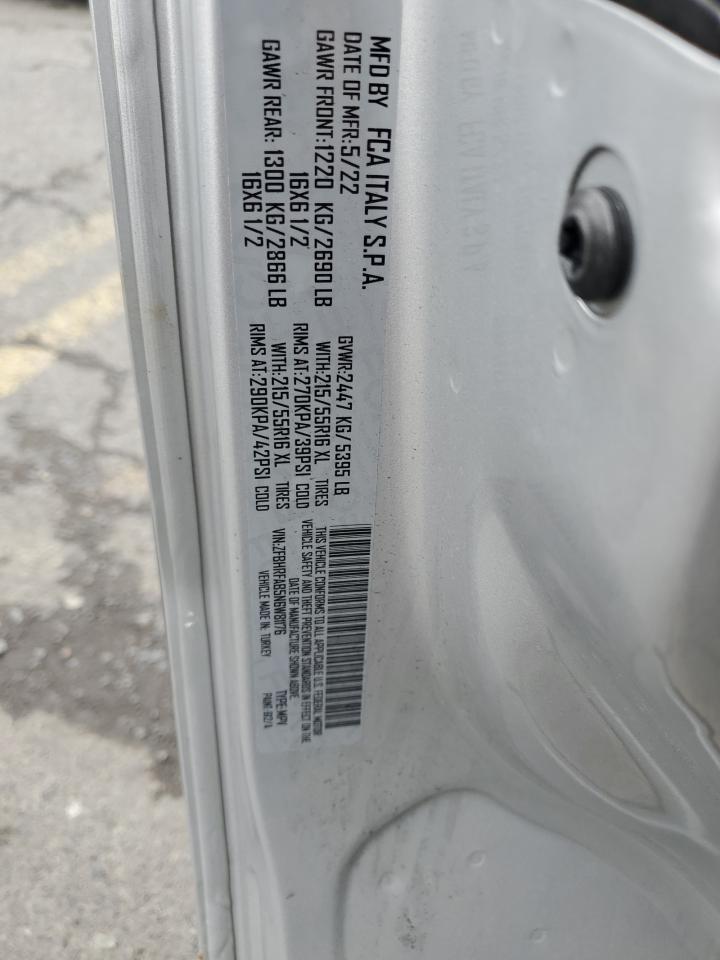 MFD BY FCA ITALY S.P.A.
DATE OF MFR:5/22 GVWR:2447 KG/5395 LB
GAWR FRONT:1220 KG/2690 LB WITH:215/55R16 XL TIRES
16X6 1/2 RIMS AT:270KPA/39PSI COLD
GAWR REAR: 1300 KG/2866 LB WITH:215/55R16 XL TIRES
16X6 1/2 RIMS AT:290KPA/42PSI COLD
THIS VEHICLE CONFORMS TO ALL APPLICABLE U.S. FEDERAL MOTOR
VEHICLE SAFETY AND THEFT PREVENTION STANDARDS IN EFFECT ON THE
DATE OF MANUFACTURE SHOWN ABOVE
VIN:ZFBHRFAB5N6W81176 TYPE:MPV
VEHICLE MADE IN: TURKEY PAINT: